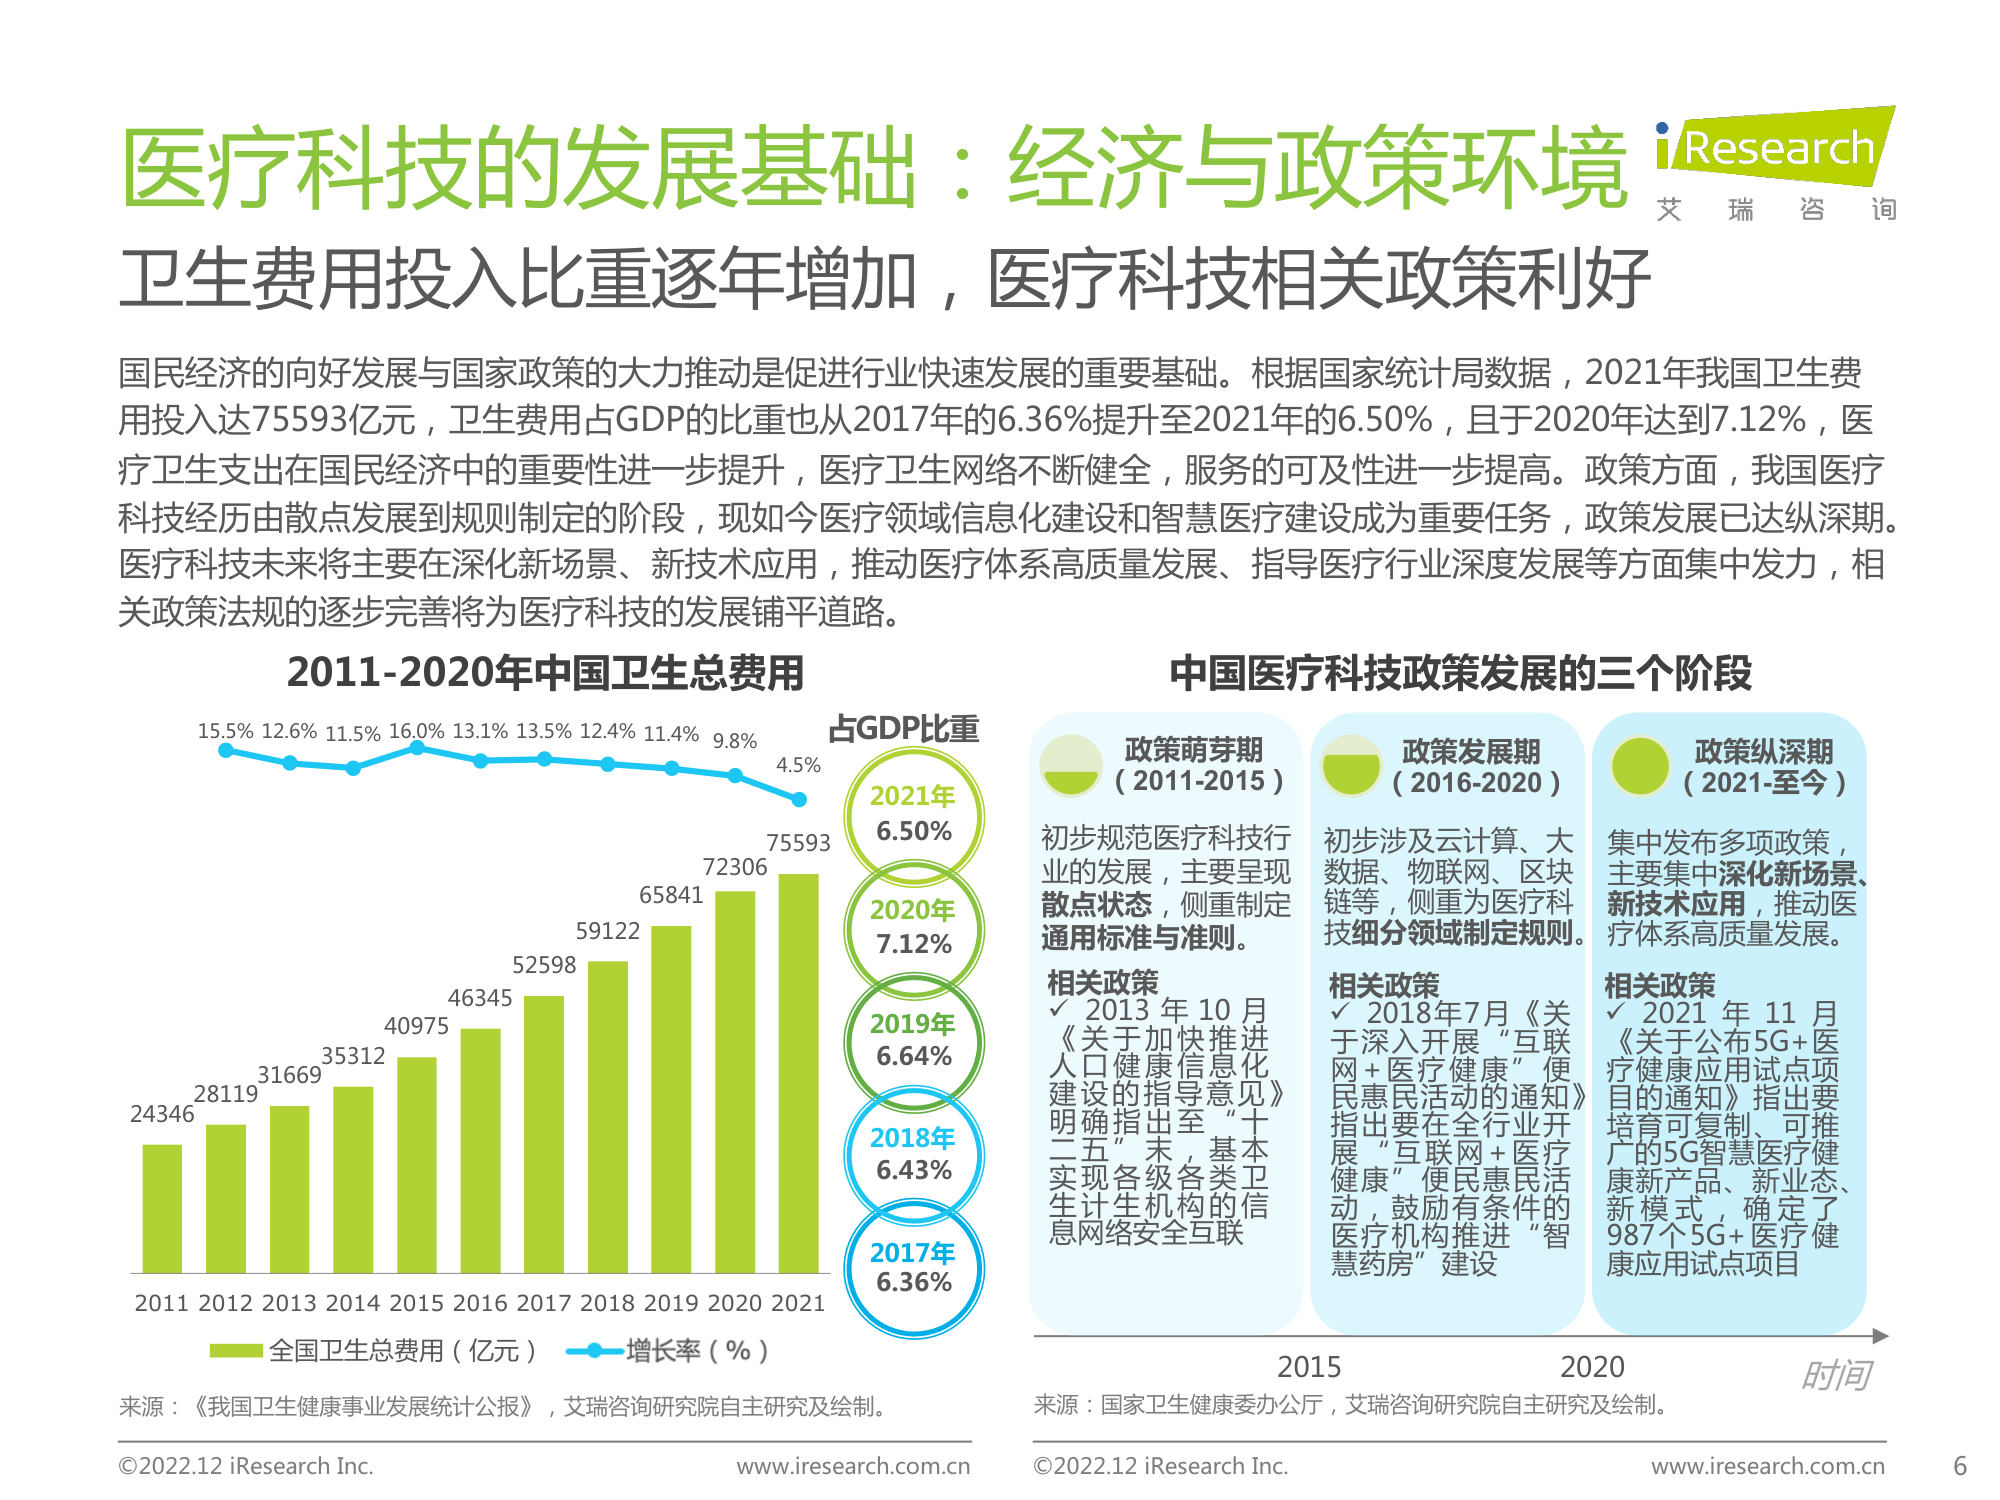 医疗科技的发展基础：经济与政策环境
iResearch
艾瑞咨询
卫生费用投入比重逐年增加，医疗科技相关政策利好
国民经济的向好发展与国家政策的大力推动是促进行业快速发展的重要基础。根据国家统计局数据，2021年我国卫生费
用投入达75593亿元，卫生费用占GDP的比重也从2017年的6.36%提升至2021年的6.50%，且于2020年达到7.12%，医
疗卫生支出在国民经济中的重要性进一步提升，医疗卫生网络不断健全，服务的可及性进一步提高。政策方面，我国医疗
科技经历由散点发展到规则制定的阶段，现如今医疗领域信息化建设和智慧医疗建设成为重要任务，政策发展已达纵深期。
医疗科技未来将主要在深化新场景、新技术应用，推动医疗体系高质量发展、指导医疗行业深度发展等方面集中发力，相
关政策法规的逐步完善将为医疗科技的发展铺平道路。
2011-2020年中国卫生总费用
15.5% 12.6% 11.5% 16.0% 13.1% 13.5% 12.4% 11.4% 9.8% 4.5%
24346 28119 31669 35312 40975 46345 52598 59122 65841 72306 75593
2011 2012 2013 2014 2015 2016 2017 2018 2019 2020 2021
全国卫生总费用（亿元） 增长率（%）
占GDP比重
2021年
6.50%
2020年
7.12%
2019年
6.64%
2018年
6.43%
2017年
6.36%
来源：《我国卫生健康事业发展统计公报》，艾瑞咨询研究院自主研究及绘制。
中国医疗科技政策发展的三个阶段
政策萌芽期
（2011-2015）
初步规范医疗科技行
业的发展，主要呈现
散点状态，侧重制定
通用标准与准则。
相关政策
✓ 2013年10月
《关于加快推进
人口健康信息化
建设的指导意见》
明确指出至“十
二五”末，基本
实现各级各类卫
生计生机构的信
息网络安全互联
政策发展期
（2016-2020）
初步涉及云计算、大
数据、物联网、区块
链等，侧重为医疗科
技细分领域制定规则。
相关政策
✓ 2018年7月《关
于深入开展“互联
网+医疗健康”便
民惠民活动的通知》
指出要在全行业开
展“互联网+医疗
健康”便民惠民活
动，鼓励有条件的
医疗机构推进“智
慧药房”建设
政策纵深期
（2021-至今）
集中发布多项政策，
主要集中深化新场景、
新技术应用，推动医
疗体系高质量发展。
相关政策
✓ 2021年11月
《关于公布5G+医
疗健康应用试点项
目的通知》指出要
培育可复制、可推
广的5G智慧医疗健
康新产品、新业态、
新模式，确定了
987个5G+医疗健
康应用试点项目
2015 2020 时间
来源：国家卫生健康委办公厅，艾瑞咨询研究院自主研究及绘制。
©2022.12 iResearch Inc. www.iresearch.com.cn
©2022.12 iResearch Inc. www.iresearch.com.cn
6